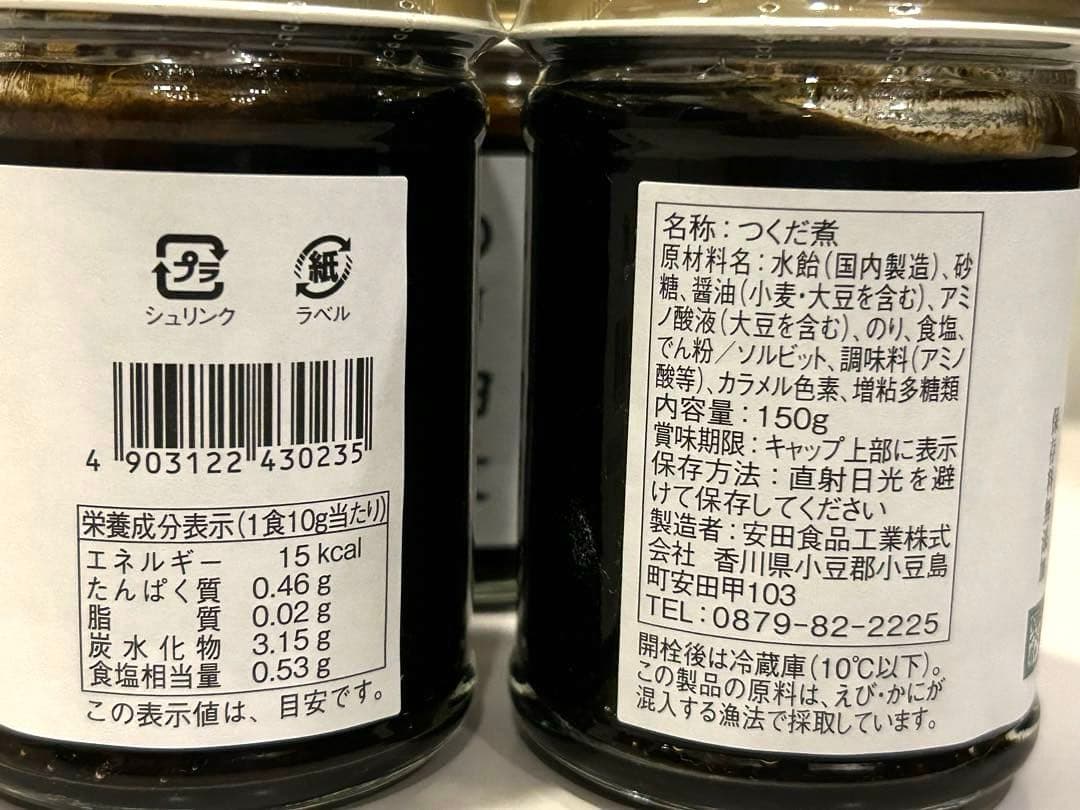 プラ
シュリンク
紙
ラベル
4 903122 430235
栄養成分表示(1食10g当たり)
エネルギー 15 kcal
たんぱく質 0.46 g
脂質 0.02 g
炭水化物 3.15 g
食塩相当量 0.53 g
この表示値は、目安です。
名称：つくだ煮
原材料名：水飴(国内製造)、砂
糖、醤油(小麦・大豆を含む)、アミ
ノ酸液(大豆を含む)、のり、食塩、
でん粉／ソルビット、調味料(アミノ
酸等)、カラメル色素、増粘多糖類
内容量：150g
賞味期限：キャップ上部に表示
保存方法：直射日光を避
けて保存してください
製造者：安田食品工業株式
会社 香川県小豆郡小豆島
町安田甲103
TEL：0879-82-2225
開栓後は冷蔵庫(10℃以下)。
この製品の原料は、えび・かにが
混入する漁法で採取しています。